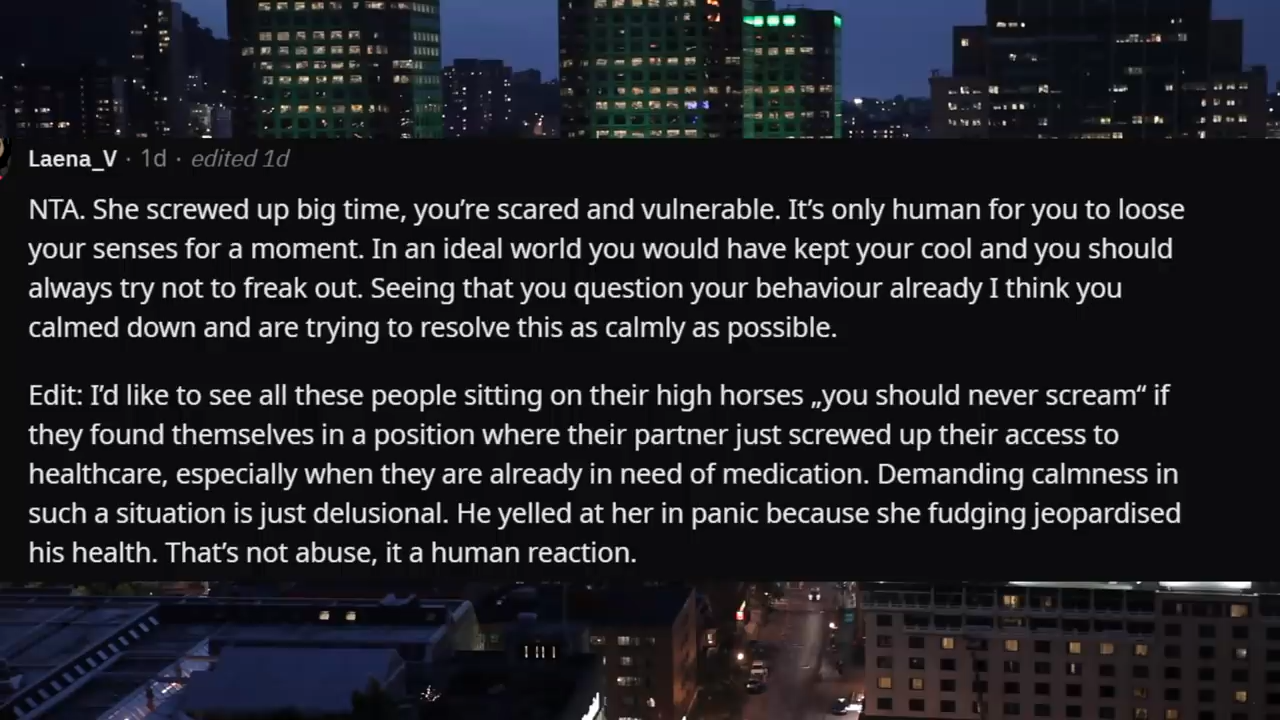 Laena_V · 1d · edited 1d
NTA. She screwed up big time, you’re scared and vulnerable. It’s only human for you to loose
your senses for a moment. In an ideal world you would have kept your cool and you should
always try not to freak out. Seeing that you question your behaviour already I think you
calmed down and are trying to resolve this as calmly as possible.
Edit: I’d like to see all these people sitting on their high horses „you should never scream“ if
they found themselves in a position where their partner just screwed up their access to
healthcare, especially when they are already in need of medication. Demanding calmness in
such a situation is just delusional. He yelled at her in panic because she fudging jeopardised
his health. That’s not abuse, it a human reaction.